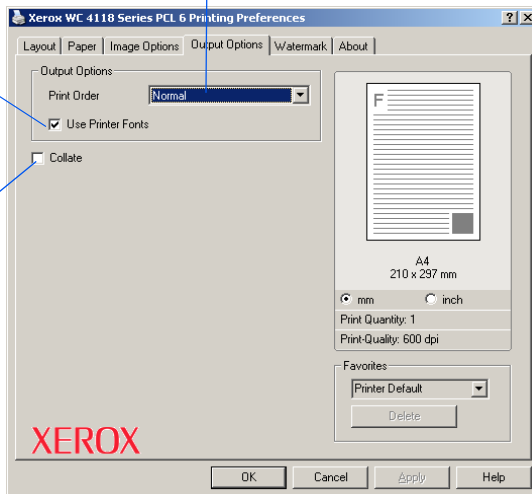 Xerox WC 4118 Series PCL 6 Printing Preferences
Layout Paper Image Options Output Options Watermark About
Output Options
Print Order Normal
Use Printer Fonts
Collate
F
A4
210 x 297 mm
mm inch
Print Quantity: 1
Print-Quality: 600 dpi
Favorites
Printer Default
Delete
XEROX
OK Cancel Apply Help